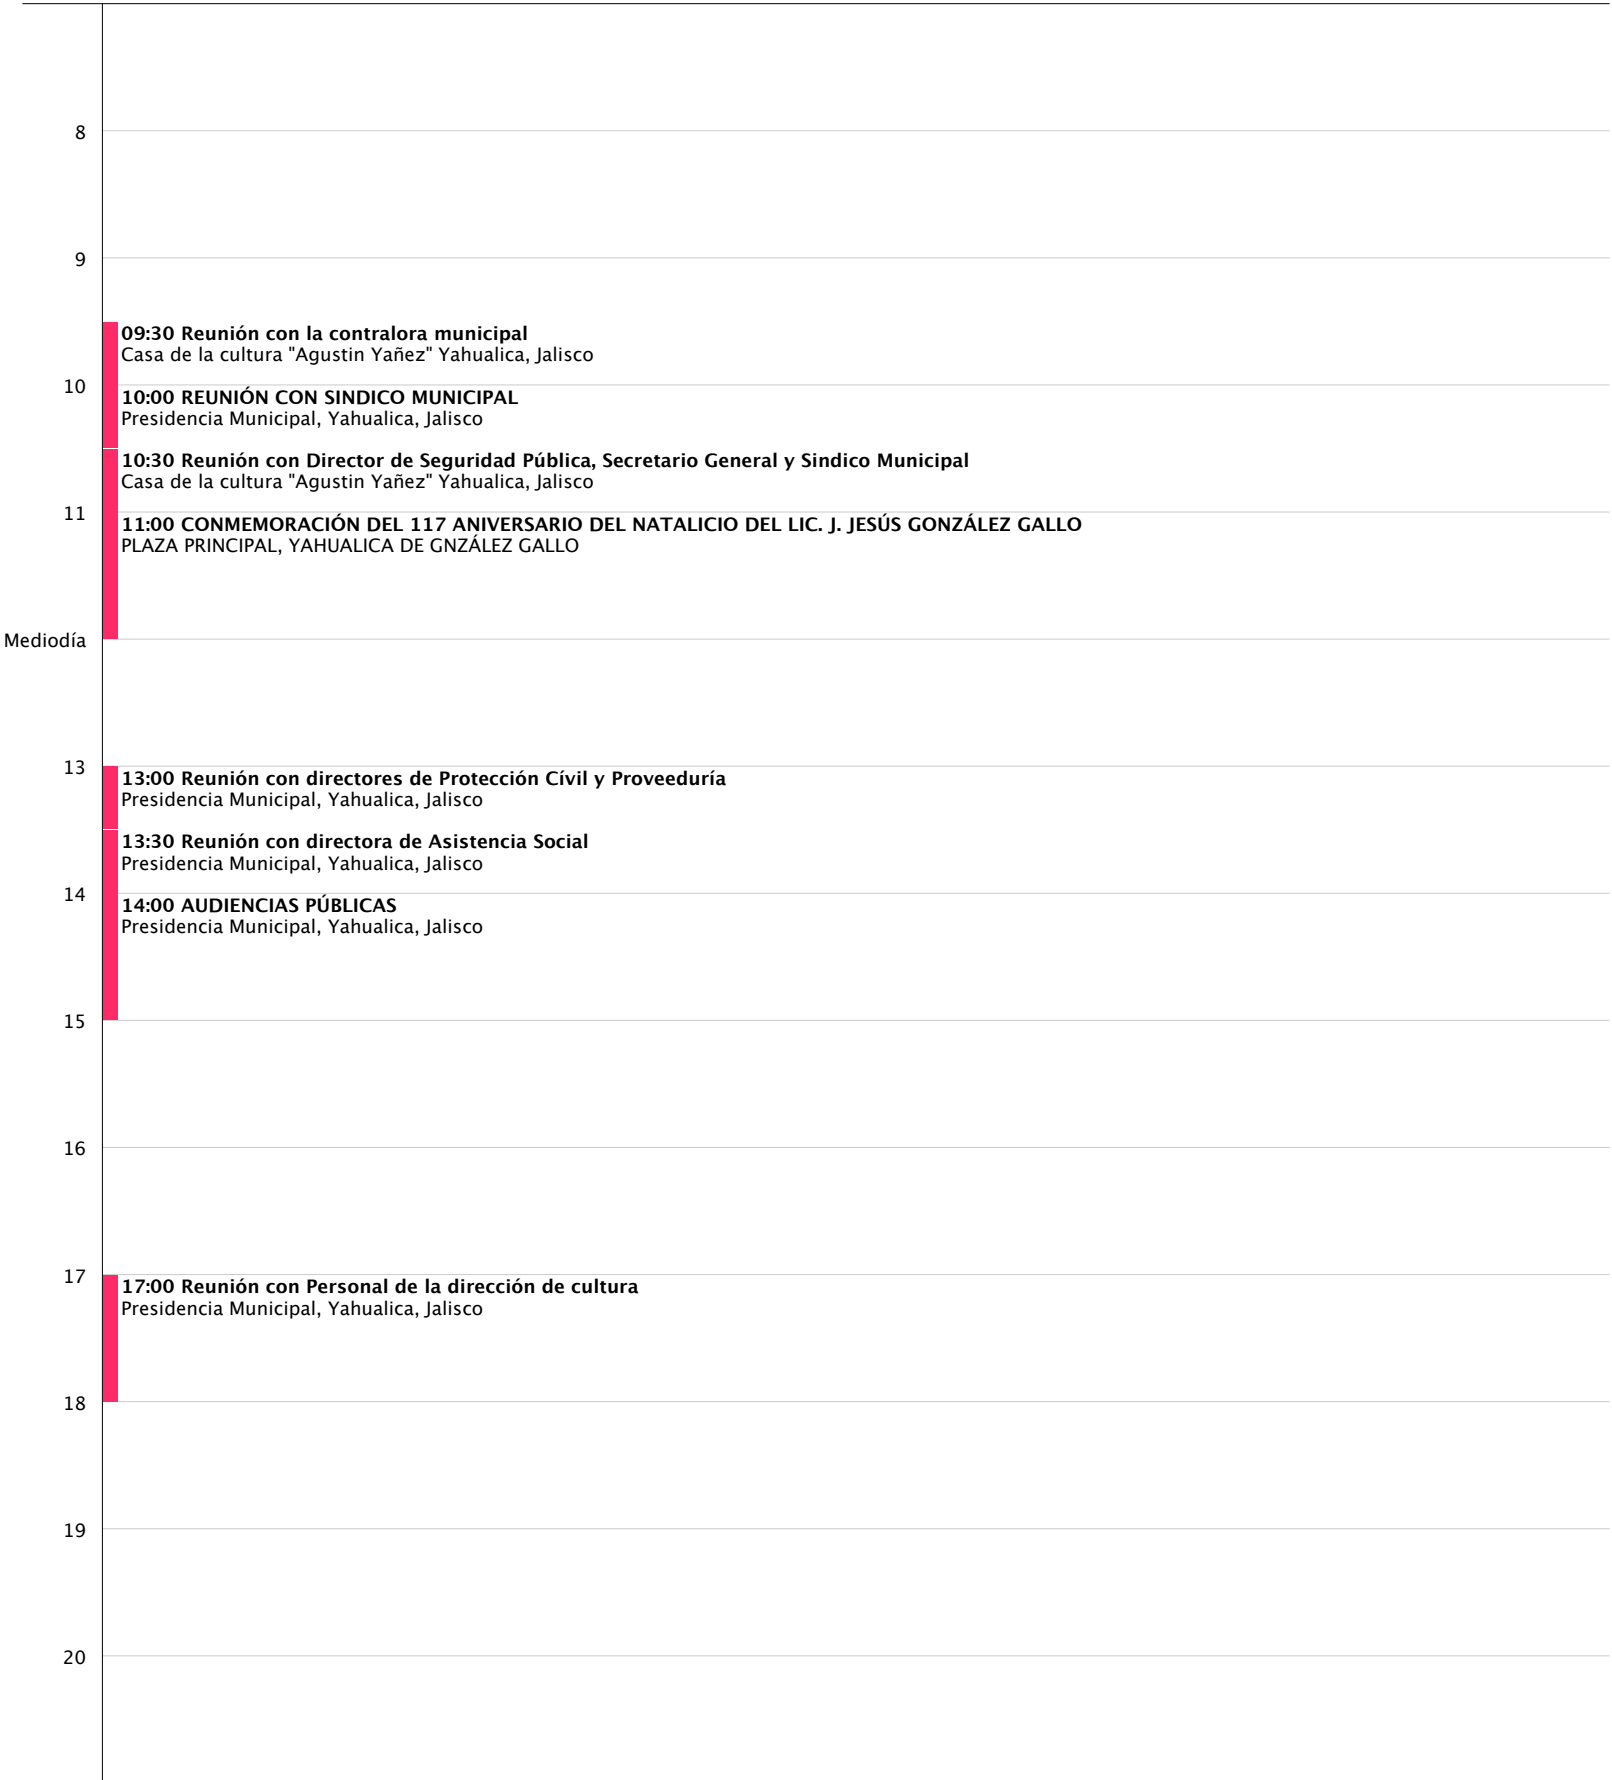 8
9
09:30 Reunión con la contralora municipal
Casa de la cultura "Agustin Yañez" Yahualica, Jalisco
10
10:00 REUNIÓN CON SINDICO MUNICIPAL
Presidencia Municipal, Yahualica, Jalisco
10:30 Reunión con Director de Seguridad Pública, Secretario General y Sindico Municipal
Casa de la cultura "Agustin Yañez" Yahualica, Jalisco
11
11:00 CONMEMORACIÓN DEL 117 ANIVERSARIO DEL NATALICIO DEL LIC. J. JESÚS GONZÁLEZ GALLO
PLAZA PRINCIPAL, YAHUALICA DE GNZÁLEZ GALLO
Mediodía
13
13:00 Reunión con directores de Protección Cívil y Proveeduría
Presidencia Municipal, Yahualica, Jalisco
13:30 Reunión con directora de Asistencia Social
Presidencia Municipal, Yahualica, Jalisco
14
14:00 AUDIENCIAS PÚBLICAS
Presidencia Municipal, Yahualica, Jalisco
15
16
17
17:00 Reunión con Personal de la dirección de cultura
Presidencia Municipal, Yahualica, Jalisco
18
19
20